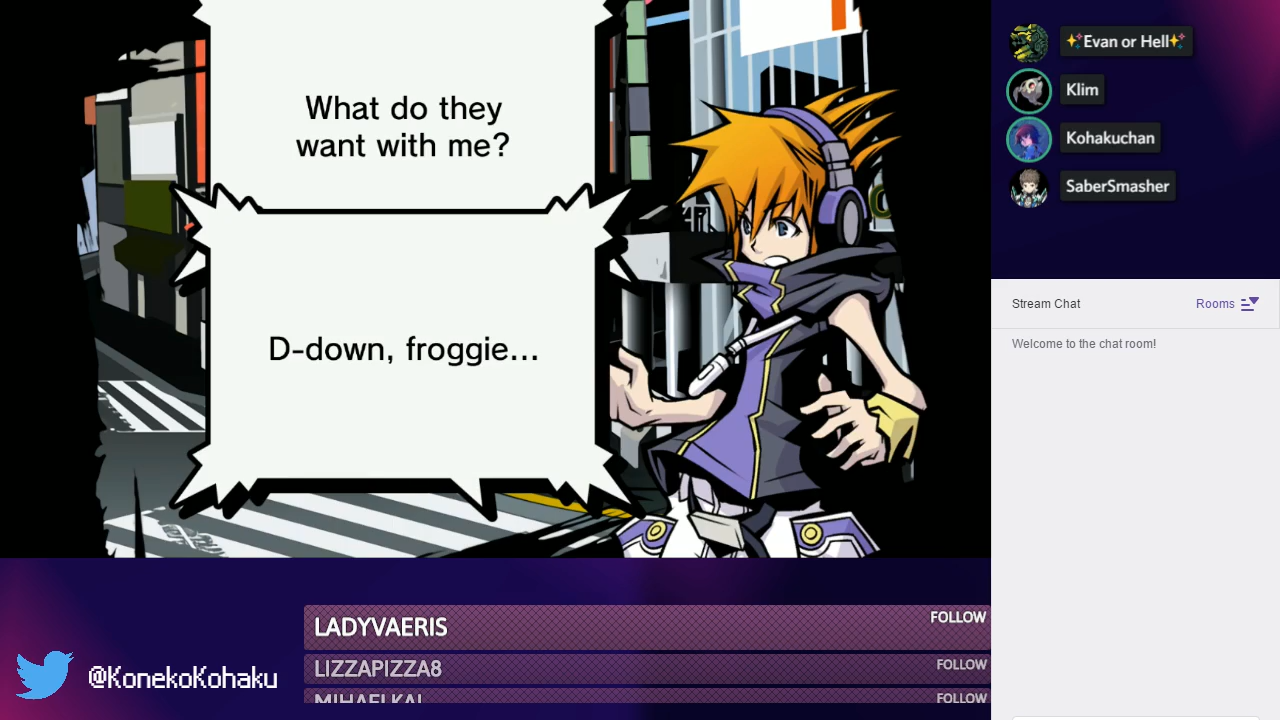 What do they
want with me?
D-down, froggie...
✨Evan or Hell✨
Klim
Kohakuchan
SaberSmasher
Stream Chat
Rooms
Welcome to the chat room!
LADYVAERIS
FOLLOW
LIZZAPIZZA8
FOLLOW
MIHAELKAL
FOLLOW
@KonekoKohaku